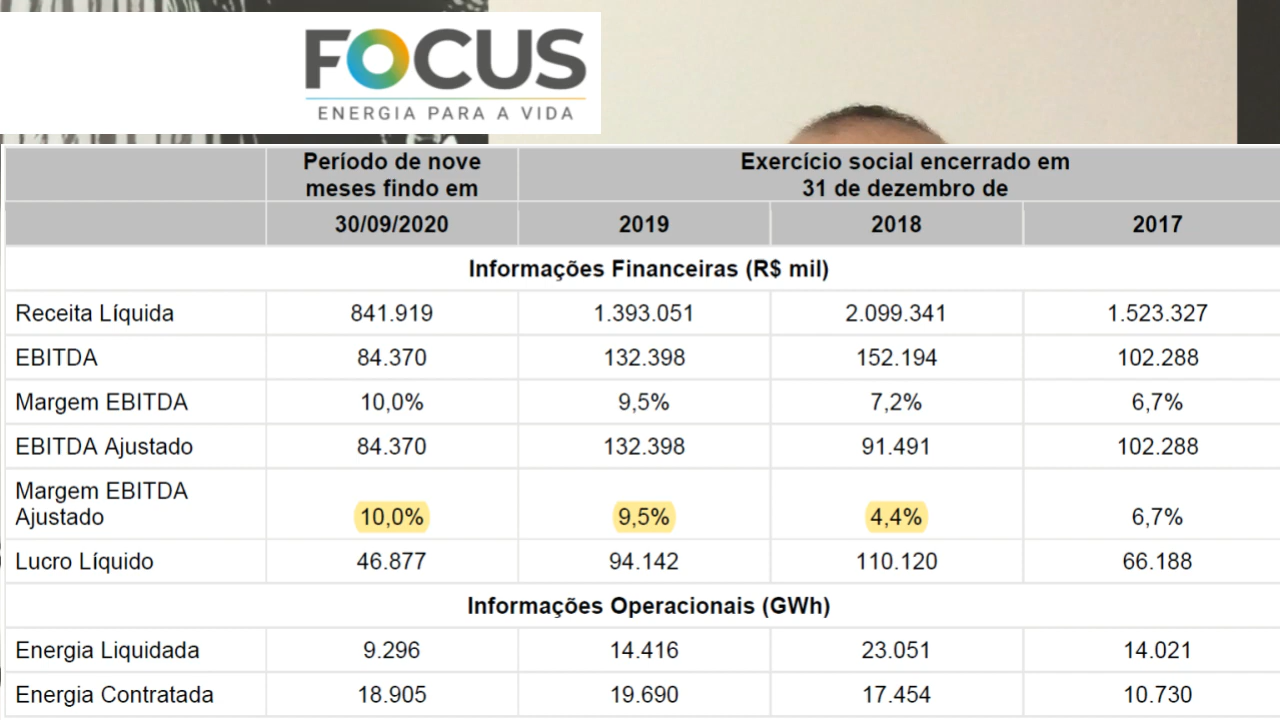 FOCUS
ENERGIA PARA A VIDA
Período de nove
meses findo em
Exercício social encerrado em
31 de dezembro de
30/09/2020 2019 2018 2017
Informações Financeiras (R$ mil)
Receita Líquida 841.919 1.393.051 2.099.341 1.523.327
EBITDA 84.370 132.398 152.194 102.288
Margem EBITDA 10,0% 9,5% 7,2% 6,7%
EBITDA Ajustado 84.370 132.398 91.491 102.288
Margem EBITDA
Ajustado 10,0% 9,5% 4,4% 6,7%
Lucro Líquido 46.877 94.142 110.120 66.188
Informações Operacionais (GWh)
Energia Liquidada 9.296 14.416 23.051 14.021
Energia Contratada 18.905 19.690 17.454 10.730